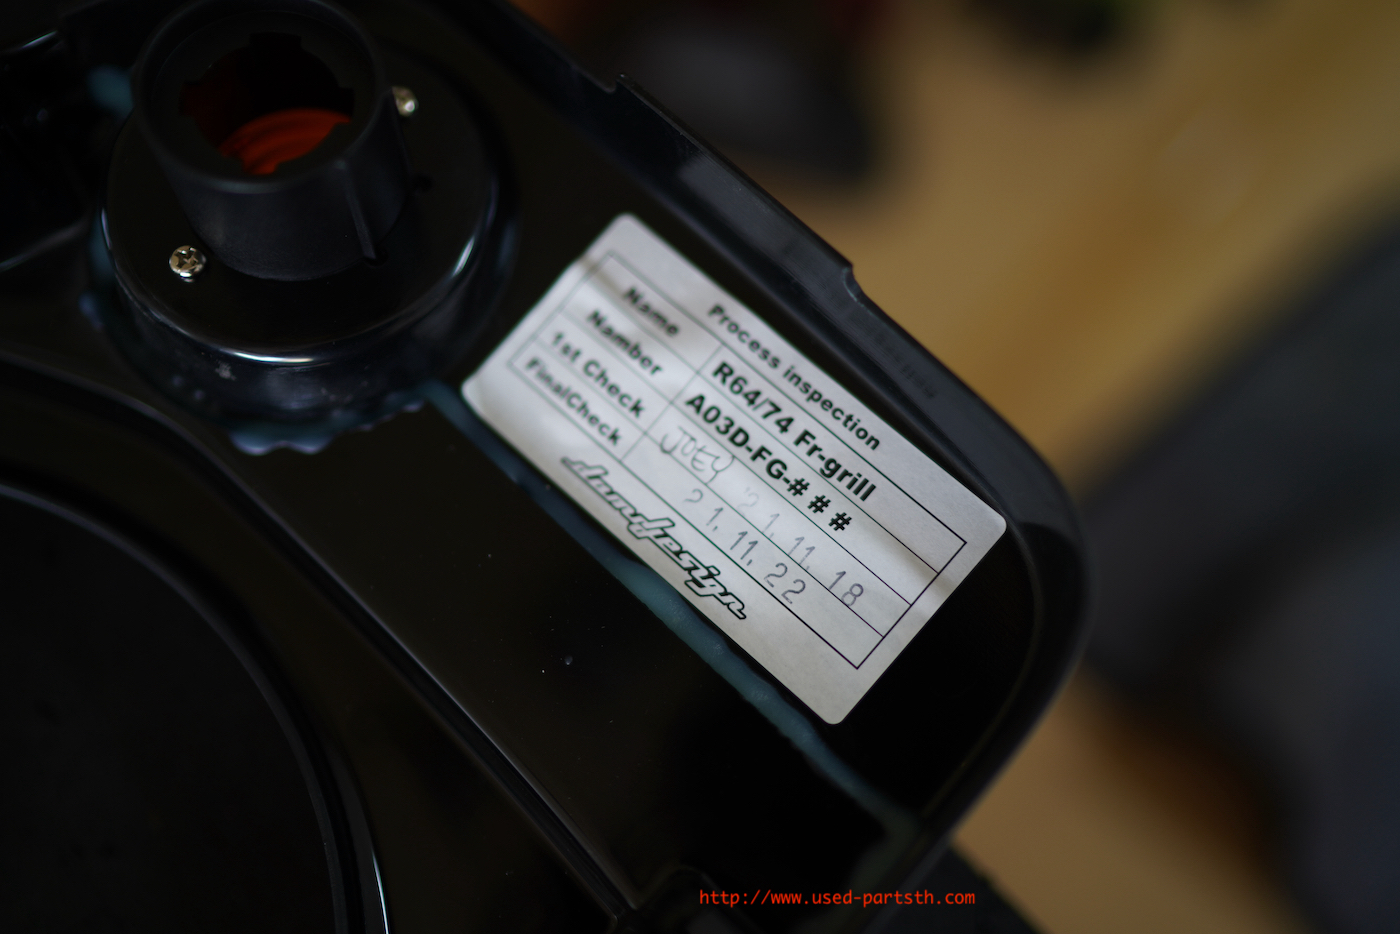 Process inspection
Name R64/74 Fr-grill
Number A03D-FG-###
1st Check JOEY '21.11.18
FinalCheck 21.11.22
damdesign
http://www.used-partsth.com